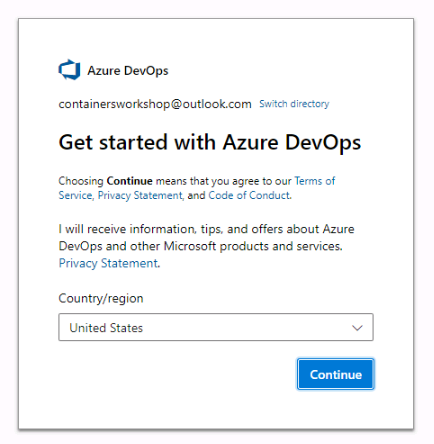 Azure DevOps
containersworkshop@outlook.com Switch directory
Get started with Azure DevOps
Choosing Continue means that you agree to our Terms of
Service, Privacy Statement, and Code of Conduct.
I will receive information, tips, and offers about Azure
DevOps and other Microsoft products and services.
Privacy Statement.
Country/region
United States
Continue